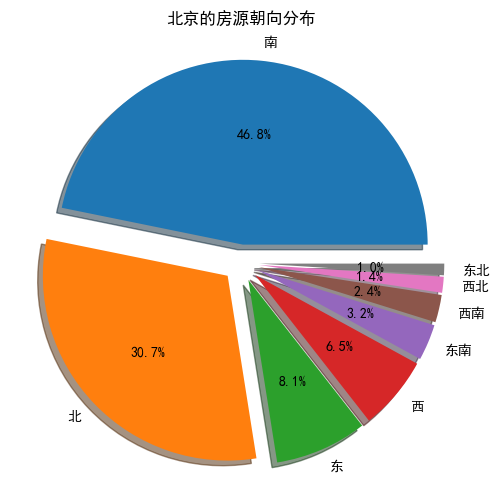 北京的房源朝向分布
南
46.8%
北
30.7%
东
8.1%
西
6.5%
东南
3.2%
西南
2.4%
西北
1.4%
东北
1.0%